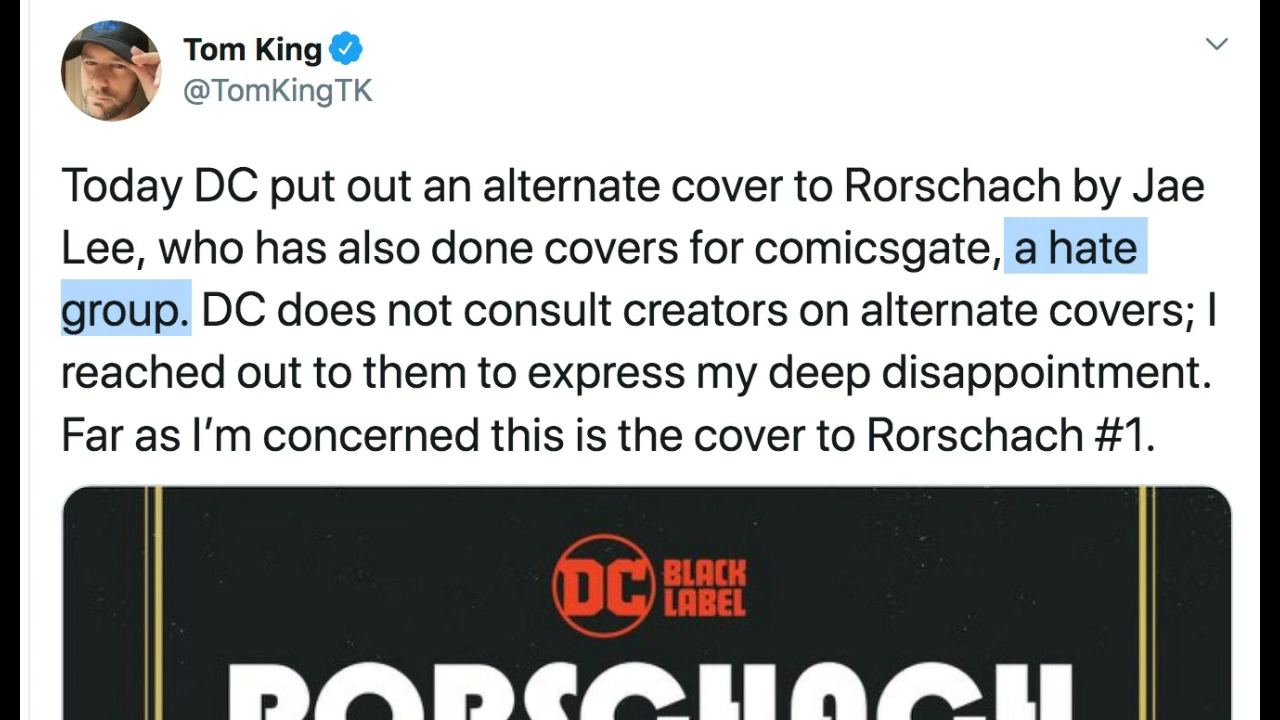 Tom King
@TomKingTK
Today DC put out an alternate cover to Rorschach by Jae
Lee, who has also done covers for comicsgate, a hate
group. DC does not consult creators on alternate covers; I
reached out to them to express my deep disappointment.
Far as I’m concerned this is the cover to Rorschach #1.
DC BLACK
LABEL
RORSCHACH